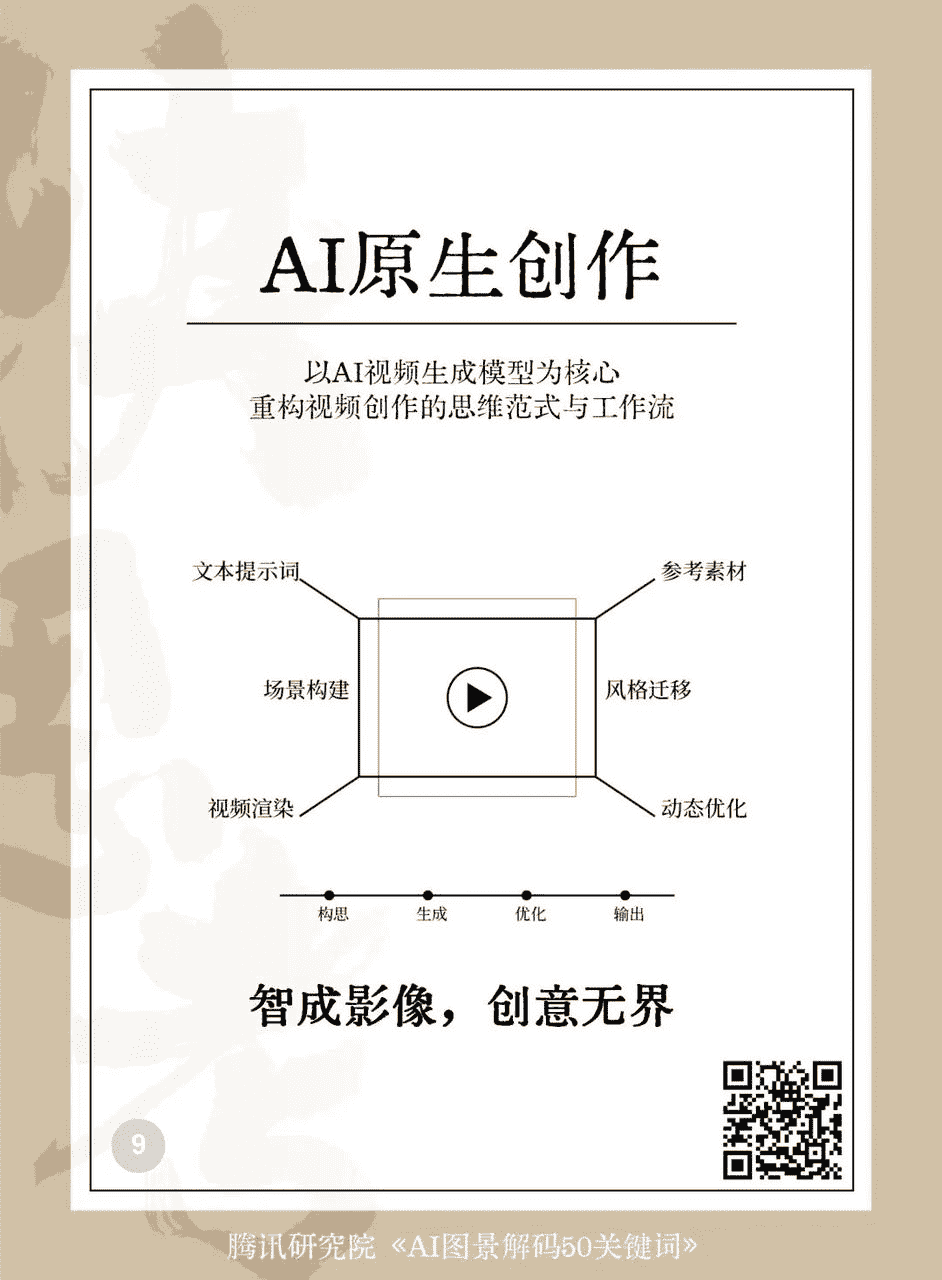 AI原生创作
以AI视频生成模型为核心
重构视频创作的思维范式与工作流
文本提示词
参考素材
场景构建
风格迁移
视频渲染
动态优化
构思
生成
优化
输出
智成影像，创意无界
9
腾讯研究院《AI图景解码50关键词》